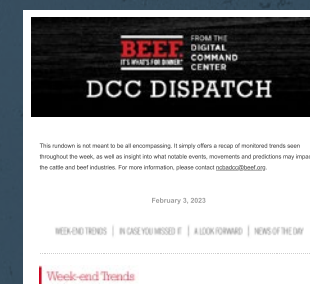 BEEF.
IT'S WHAT'S FOR DINNER.
FROM THE
DIGITAL
COMMAND
CENTER
DCC DISPATCH
This rundown is not meant to be all encompassing. It simply offers a recap of monitored trends seen
throughout the week, as well as insight into what notable events, movements and predictions may impac
the cattle and beef industries. For more information, please contact ncbadcc@beef.org.
February 3, 2023
WEEK-END TRENDS | IN CASE YOU MISSED IT | A LOOK FORWARD | NEWS OF THE DAY
Week-end Trends